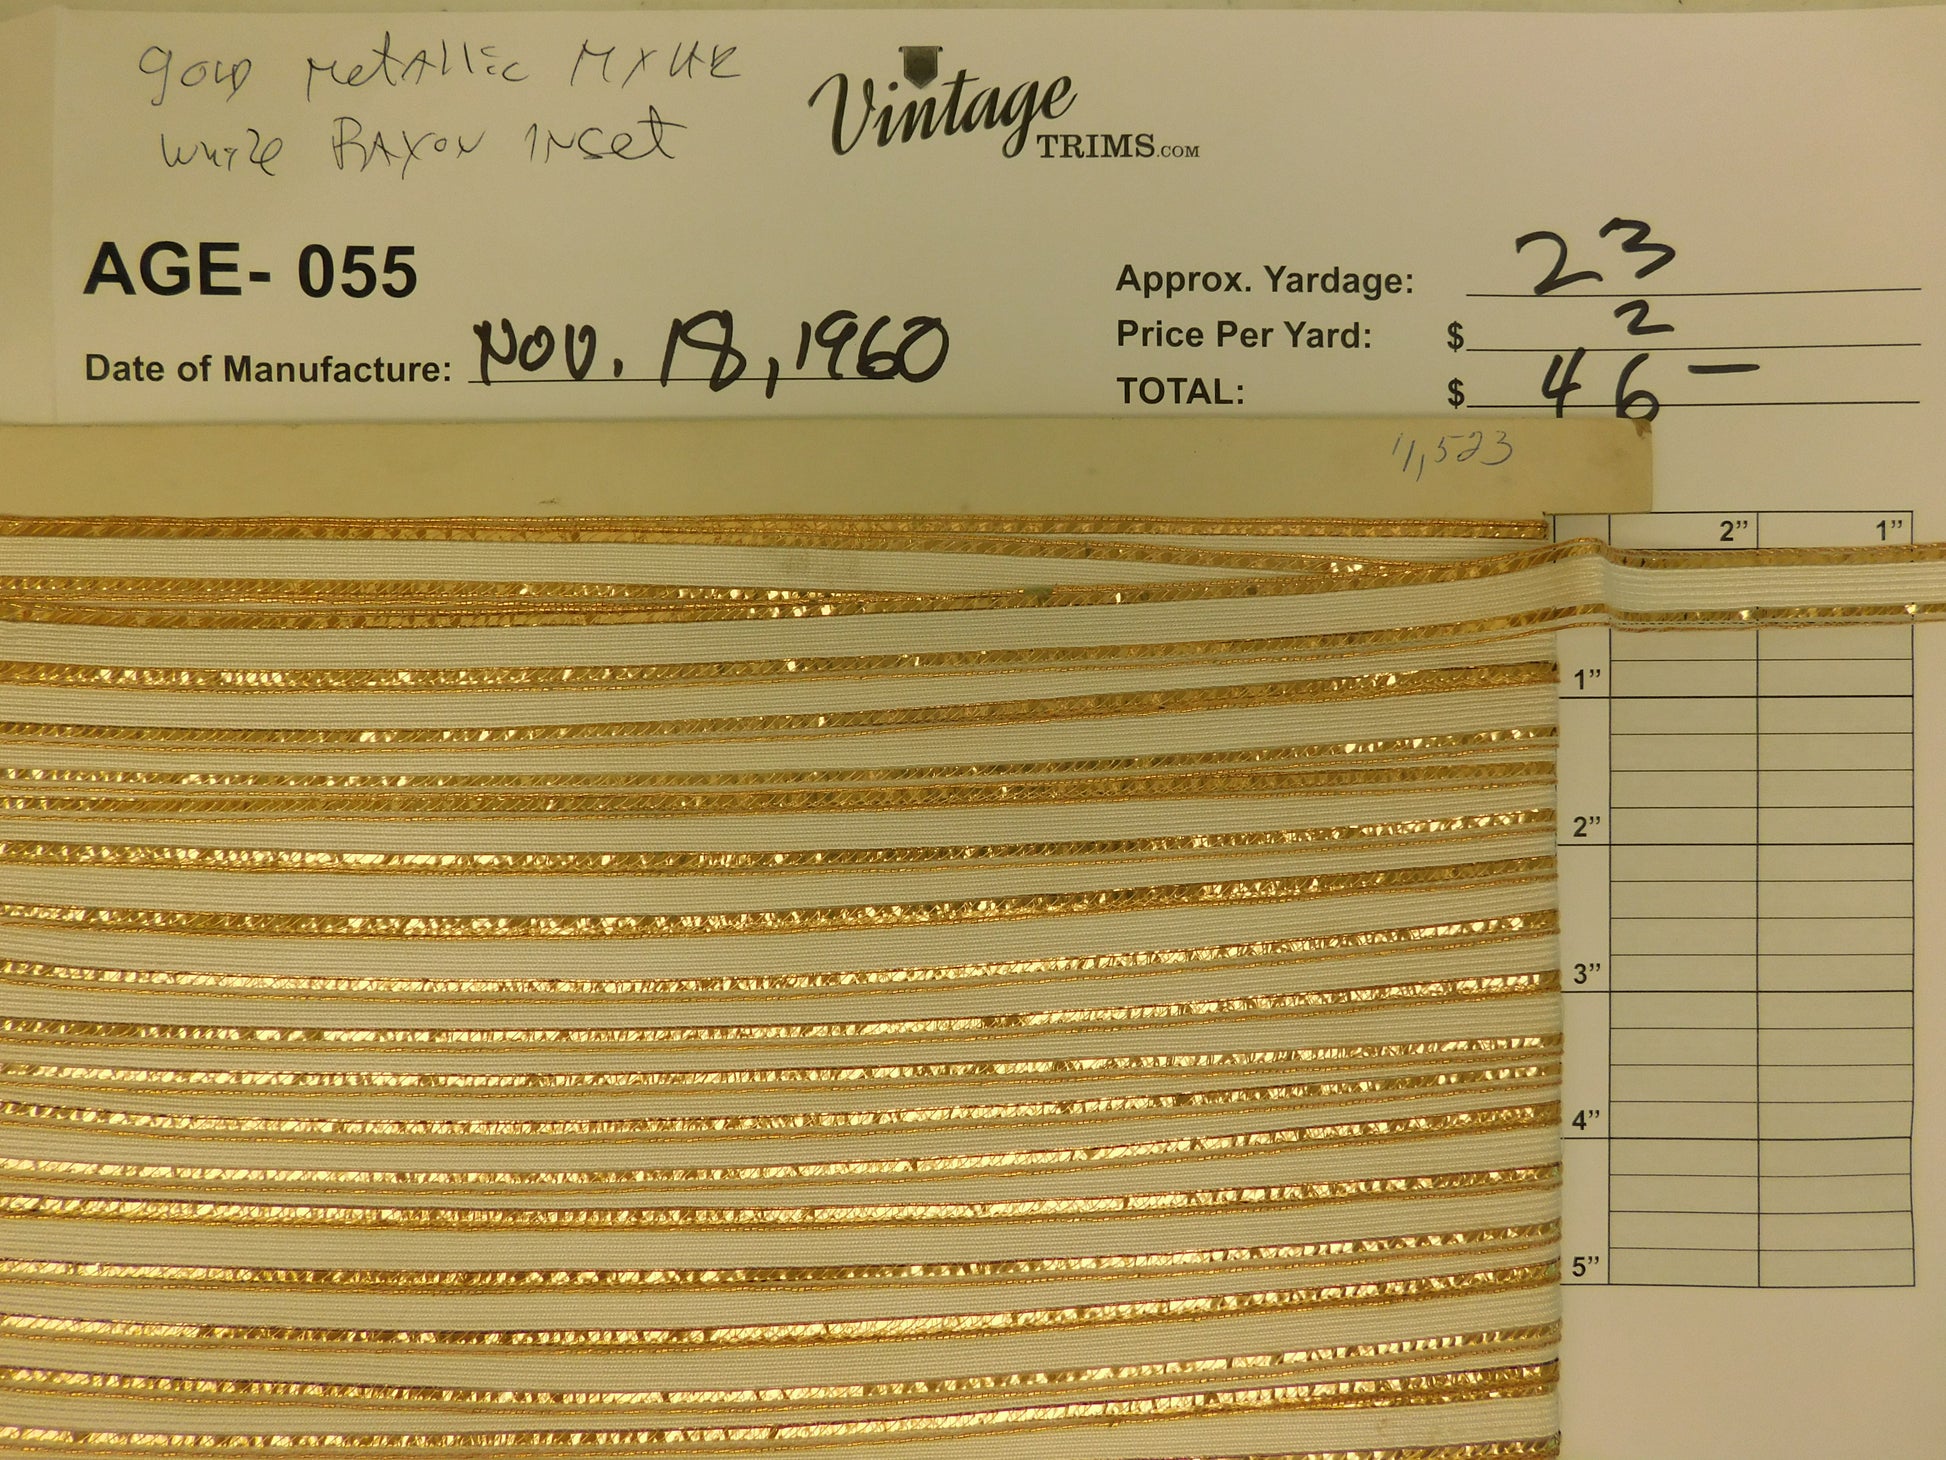 gold MetAllic MYLAR
White RAYON INSet
Vintage
TRIMS.COM
AGE- 055
Date of Manufacture: NOV. 18, 1960
Approx. Yardage: 23
Price Per Yard: $ 2
TOTAL: $ 46 —
11,523
2” 1”
1”
2”
3”
4”
5”